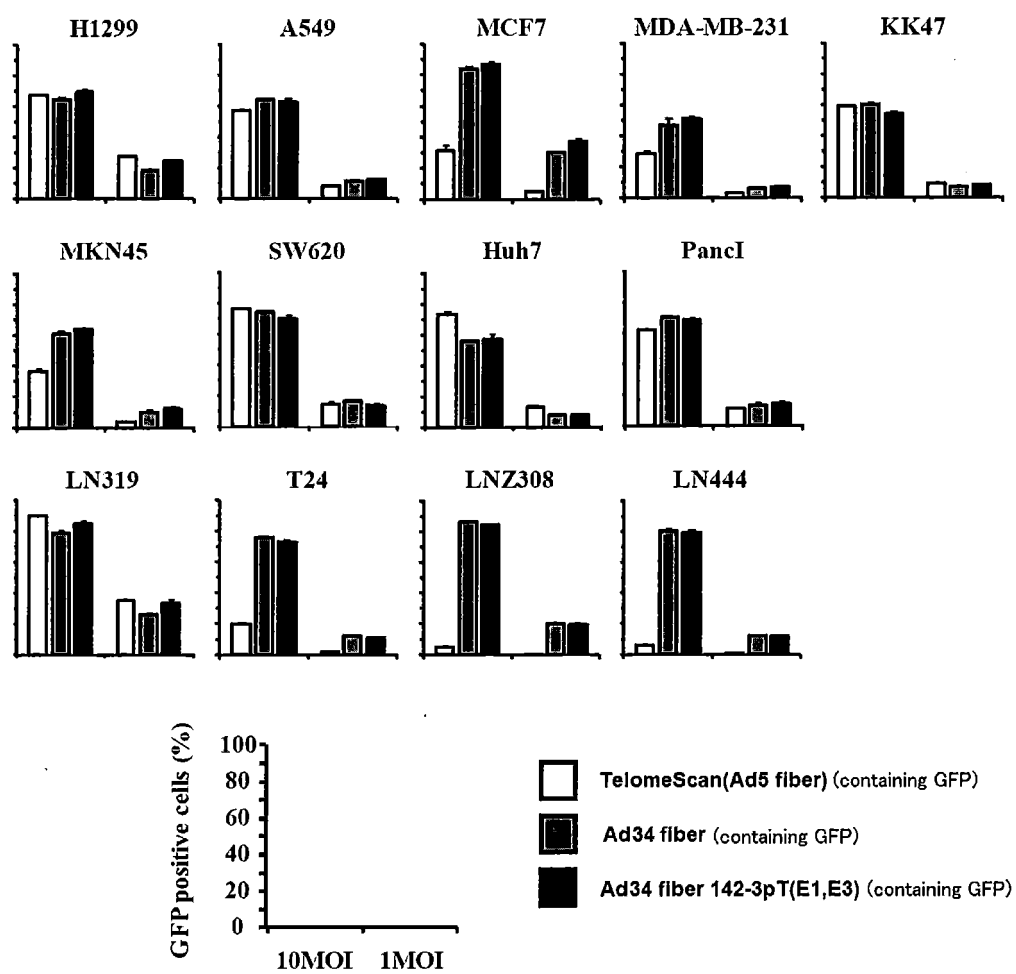 H1299 A549 MCF7 MDA-MB-231 KK47
MKN45 SW620 Huh7 PancI
LN319 T24 LNZ308 LN444
GFP positive cells (%)
100
80
60
40
20
0
10MOI 1MOI
TelomeScan(Ad5 fiber) (containing GFP)
Ad34 fiber (containing GFP)
Ad34 fiber 142-3pT(E1,E3) (containing GFP)